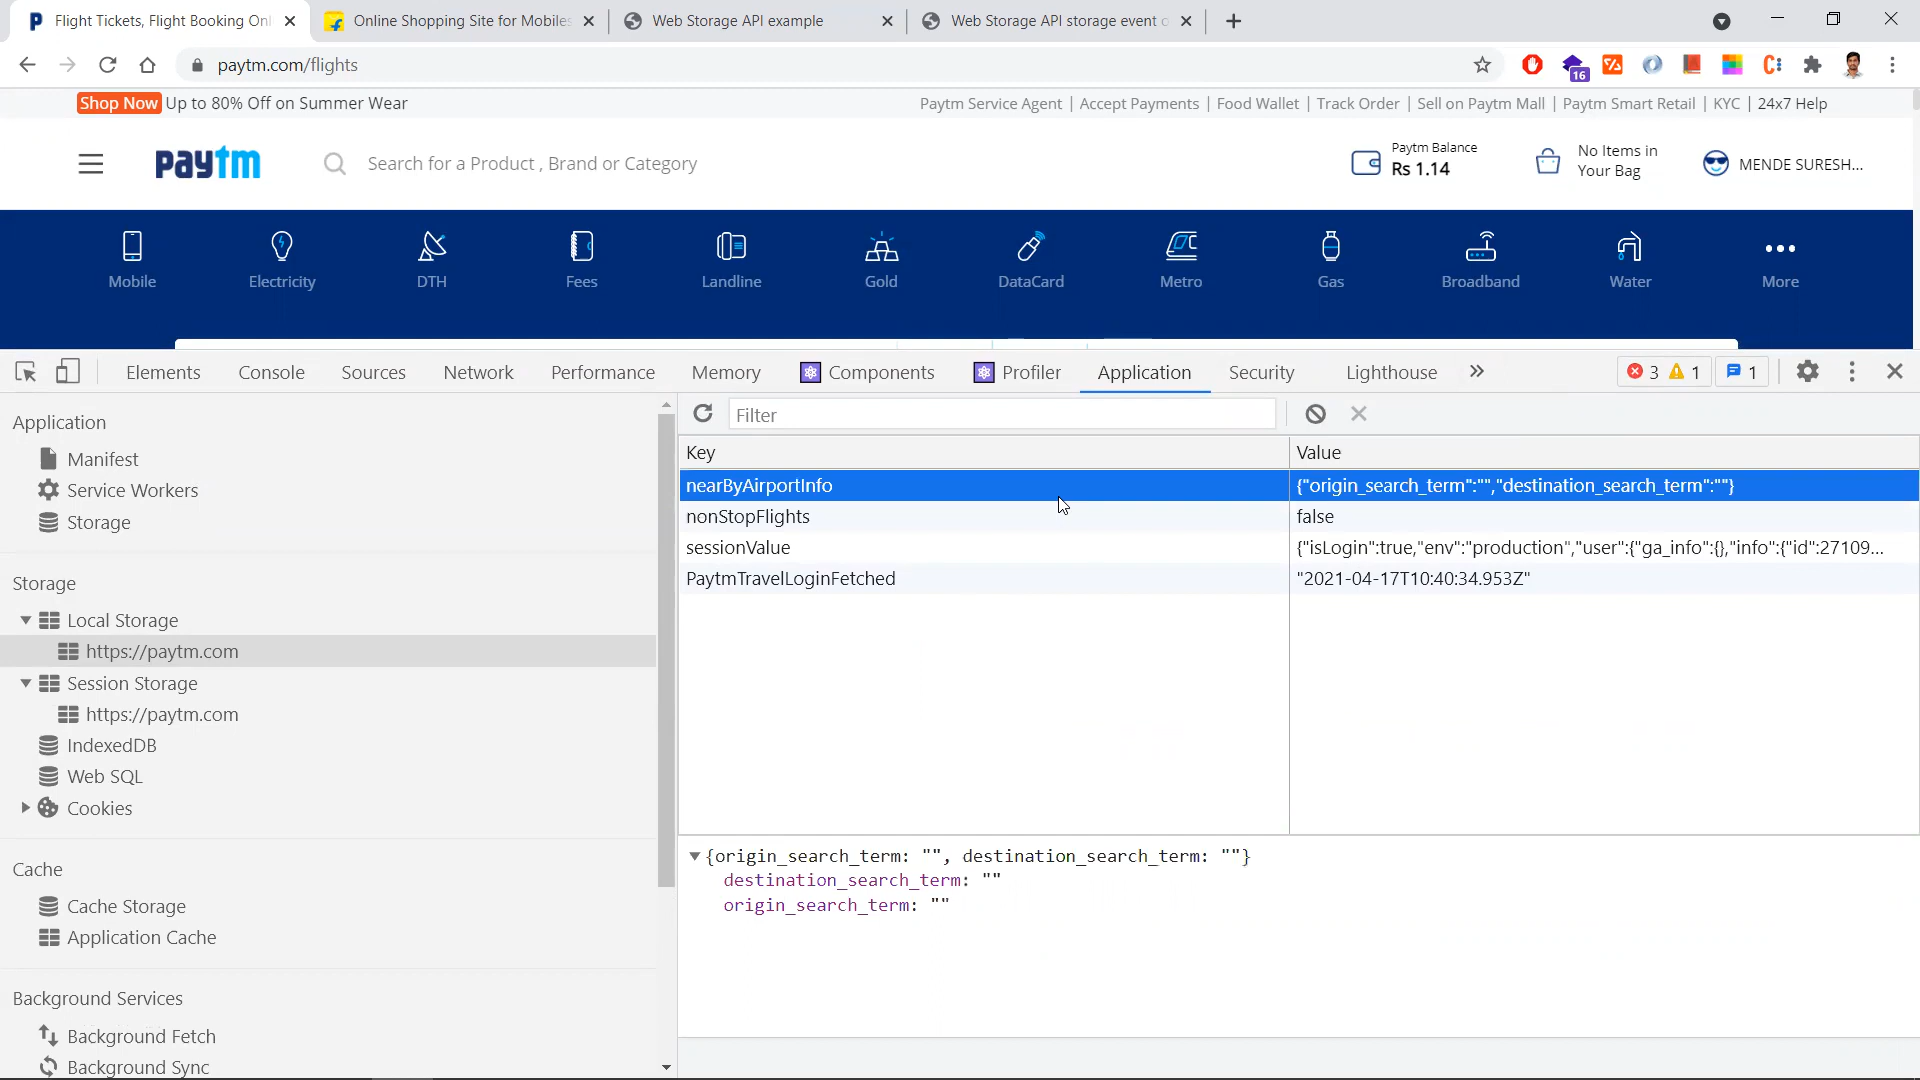 Flight Tickets, Flight Booking Onl
Online Shopping Site for Mobiles
Web Storage API example
Web Storage API storage event o
paytm.com/flights
16
Shop Now Up to 80% Off on Summer Wear
Paytm Service Agent | Accept Payments | Food Wallet | Track Order | Sell on Paytm Mall | Paytm Smart Retail | KYC | 24x7 Help
paytm
Search for a Product , Brand or Category
Paytm Balance
Rs 1.14
No Items in
Your Bag
MENDE SURESH...
Mobile
Electricity
DTH
Fees
Landline
Gold
DataCard
Metro
Gas
Broadband
Water
More
Elements
Console
Sources
Network
Performance
Memory
Components
Profiler
Application
Security
Lighthouse
3
1
1
Application
Manifest
Service Workers
Storage
Storage
Local Storage
https://paytm.com
Session Storage
https://paytm.com
IndexedDB
Web SQL
Cookies
Cache
Cache Storage
Application Cache
Background Services
Background Fetch
Background Sync
Filter
Key Value
nearByAirportInfo {"origin_search_term":"","destination_search_term":""}
nonStopFlights false
sessionValue {"isLogin":true,"env":"production","user":{"ga_info":{},"info":{"id":27109...
PaytmTravelLoginFetched "2021-04-17T10:40:34.953Z"
{origin_search_term: "", destination_search_term: ""}
destination_search_term: ""
origin_search_term: ""